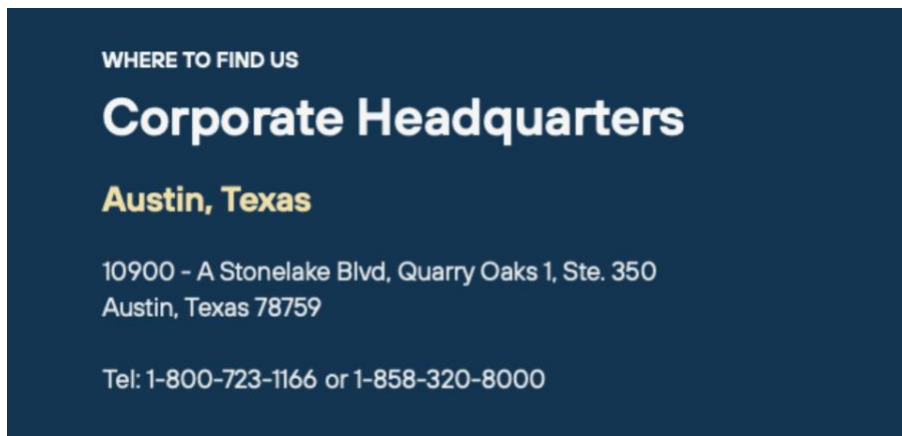 WHERE TO FIND US
Corporate Headquarters
Austin, Texas
10900 - A Stonelake Blvd, Quarry Oaks 1, Ste. 350
Austin, Texas 78759
Tel: 1-800-723-1166 or 1-858-320-8000